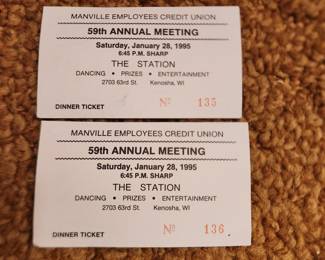 MANVILLE EMPLOYEES CREDIT UNION
59th ANNUAL MEETING
Saturday, January 28, 1995
6:45 P.M. SHARP
THE STATION
DANCING • PRIZES • ENTERTAINMENT
2703 63rd St. Kenosha, WI
DINNER TICKET Nº 135
MANVILLE EMPLOYEES CREDIT UNION
59th ANNUAL MEETING
Saturday, January 28, 1995
6:45 P.M. SHARP
THE STATION
DANCING • PRIZES • ENTERTAINMENT
2703 63rd St. Kenosha, WI
DINNER TICKET Nº 136